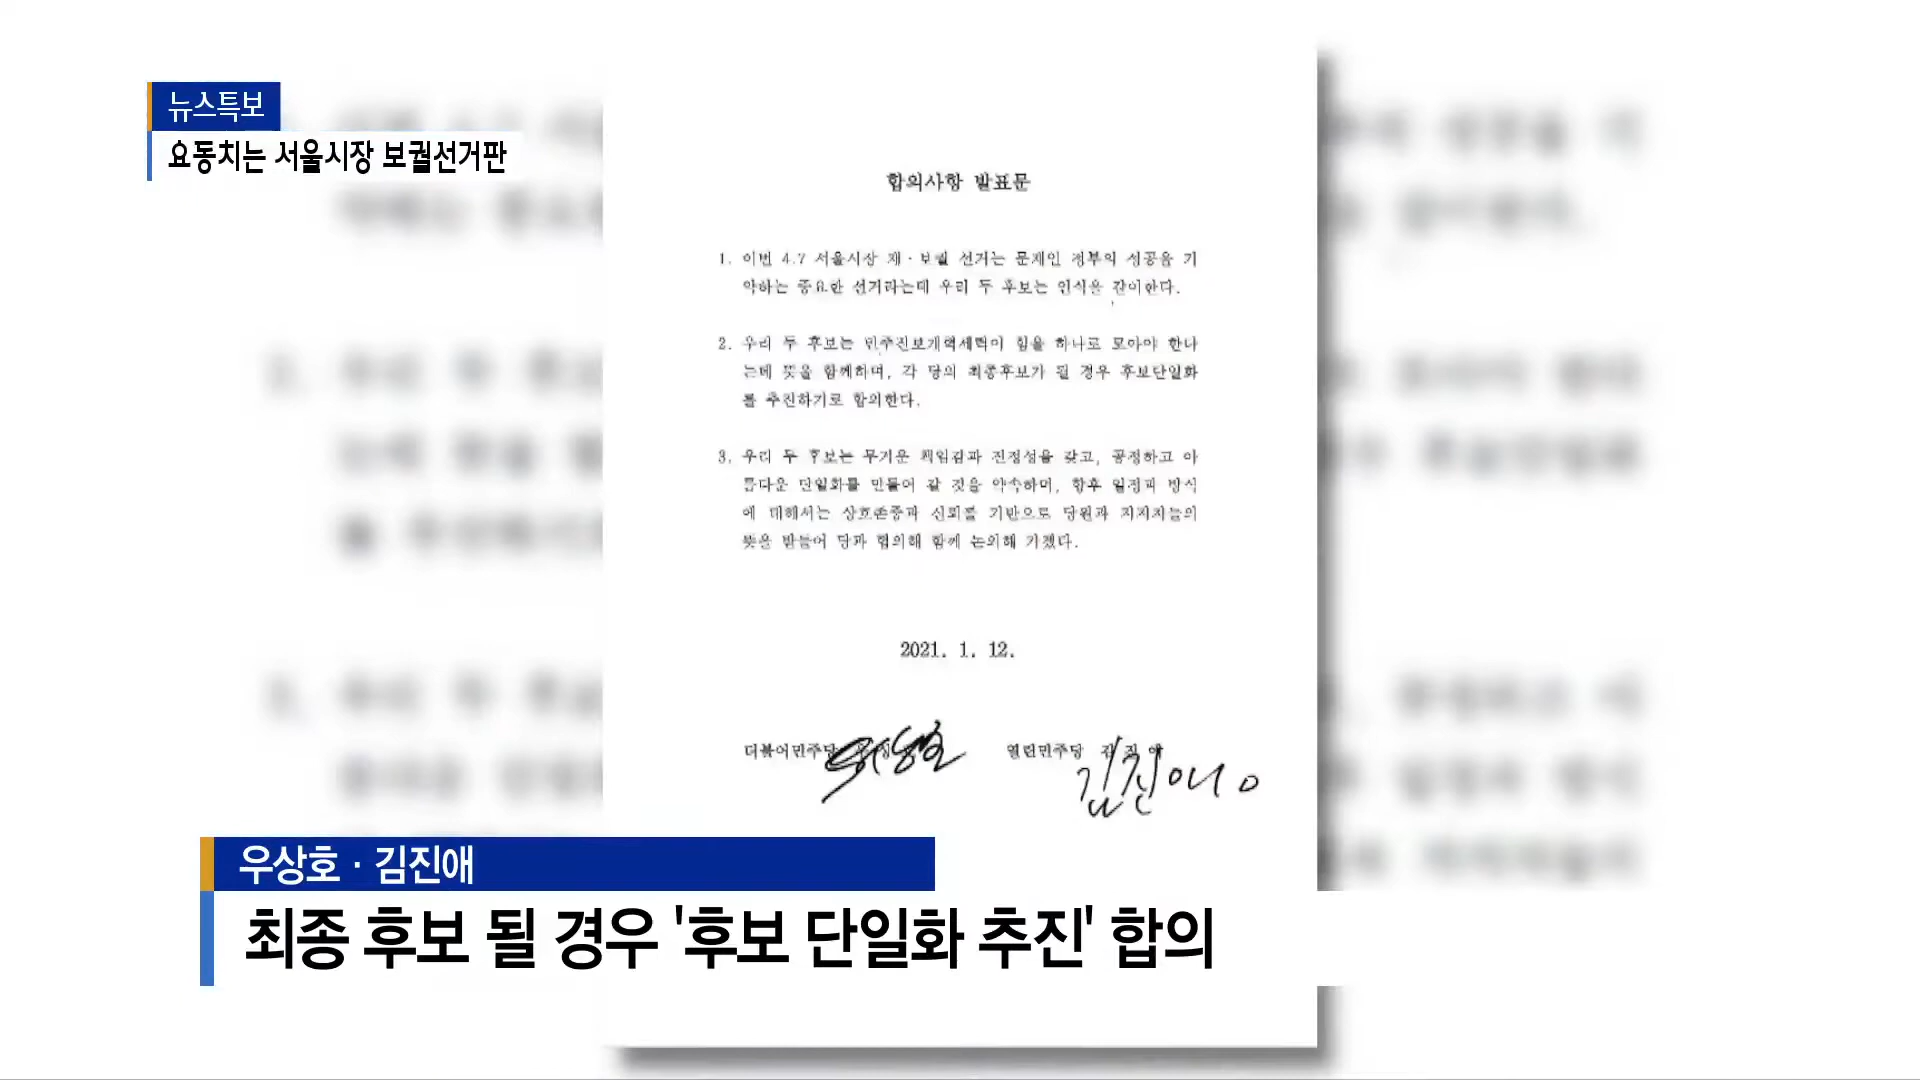 뉴스특보
요동치는 서울시장 보궐선거판
합의사항 발표문
1. 이번 4.7 서울시장 재·보궐 선거는 문재인 정부의 성공을 기
약하는 중요한 선거라는데 우리 두 후보는 인식을 같이한다.
2. 우리 두 후보는 민주진보개혁세력이 힘을 하나로 모아야 한다
는데 뜻을 함께하며, 각 당의 최종후보가 될 경우 후보단일화
를 추진하기로 합의한다.
3. 우리 두 후보는 무거운 책임감과 진정성을 갖고, 공정하고 아
름다운 단일화를 만들어 갈 것을 약속하며, 향후 일정과 방식
에 대해서는 상호존중과 신뢰를 기반으로 당원과 지지자들의
뜻을 받들어 당과 협의해 함께 논의해 가겠다.
2021. 1. 12.
더불어민주당 우상호 열린민주당 김진애
김진애
우상호 · 김진애
최종 후보 될 경우 '후보 단일화 추진' 합의